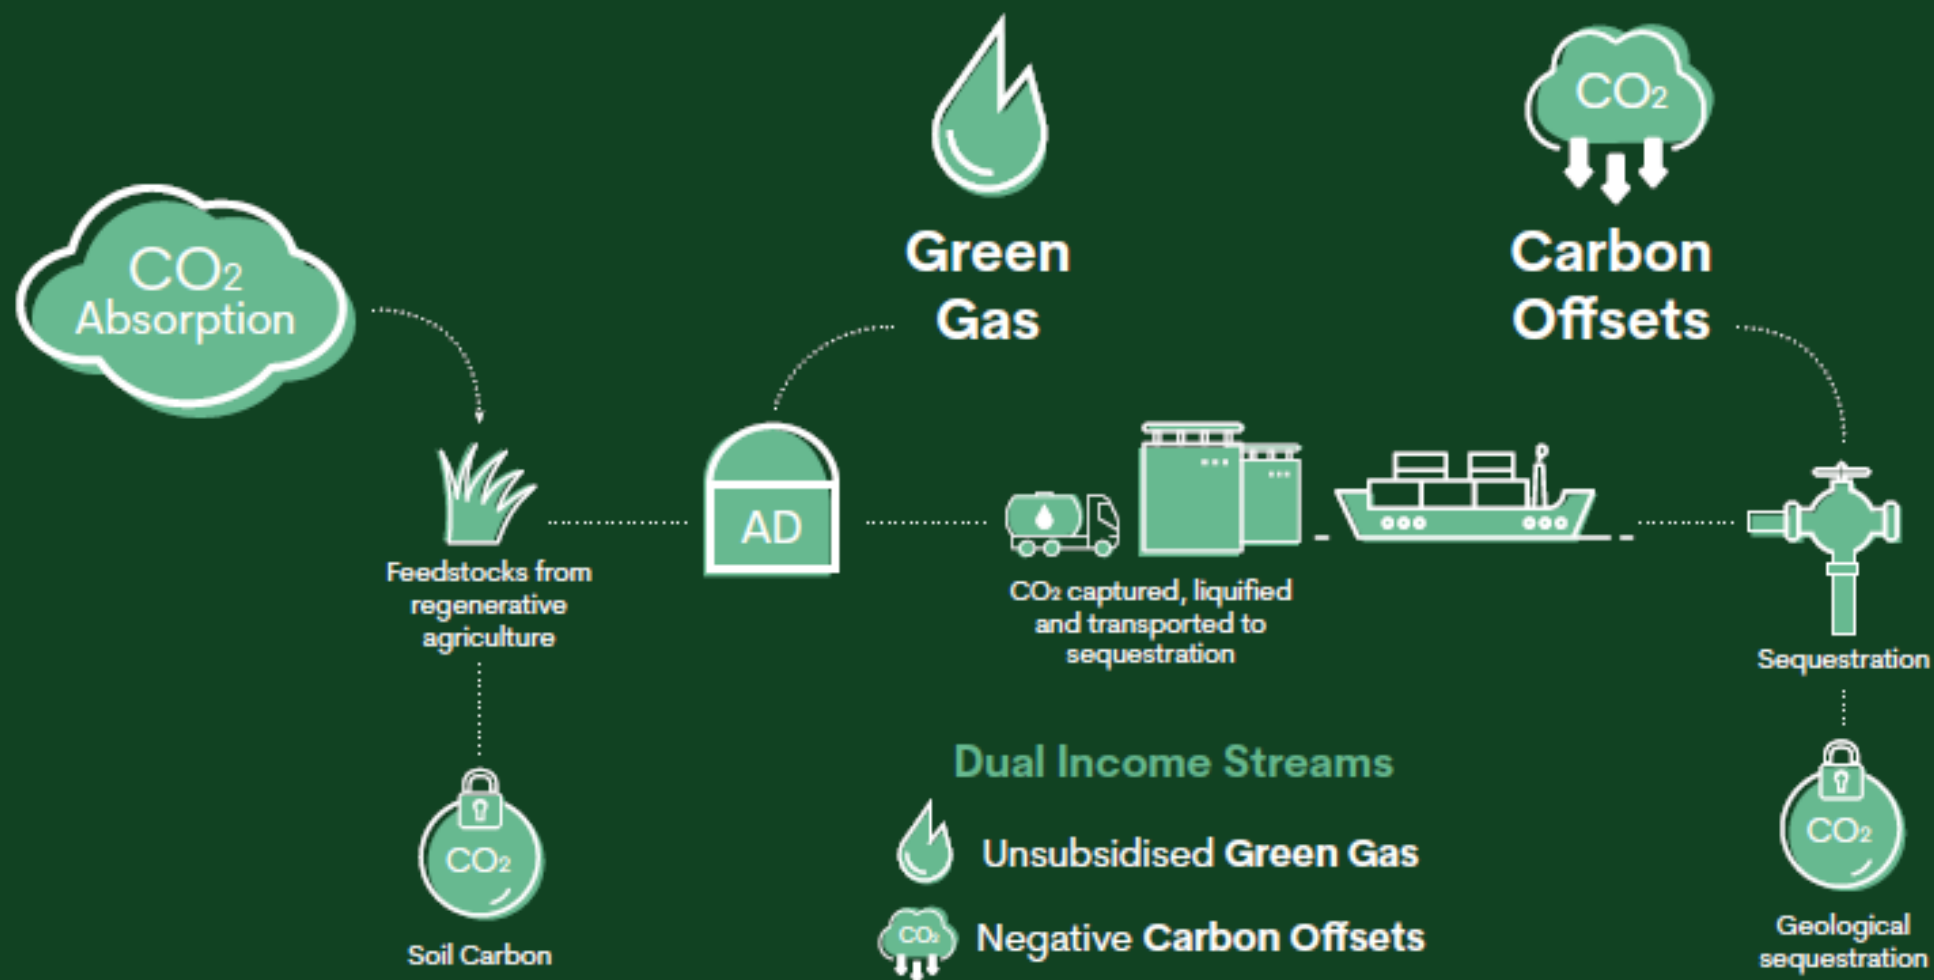 CO₂
Absorption
Green
Gas
CO₂
Carbon
Offsets
Feedstocks from
regenerative
agriculture
AD
CO₂ captured, liquified
and transported to
sequestration
Sequestration
CO₂
Soil Carbon
Dual Income Streams
Unsubsidised Green Gas
CO₂
Negative Carbon Offsets
CO₂
Geological
sequestration